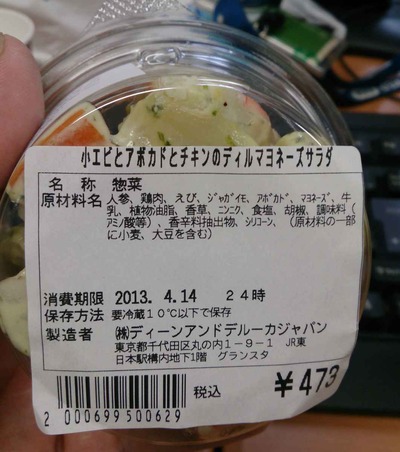 小エビとアボカドとチキンのディルマヨネーズサラダ
名 称 惣菜
原材料名 人参、鶏肉、えび、ｼﾞｬｶﾞｲﾓ、ｱﾎﾞｶﾄﾞ、ﾏﾖﾈｰｽﾞ、牛
乳、植物油脂、香草、ﾆﾝﾆｸ、食塩、胡椒、調味料（
アミノ酸等）、香辛料抽出物、ｼﾘｺｰﾝ、（原材料の一部
に小麦、大豆を含む）
消費期限 2013. 4.14 24時
保存方法 要冷蔵10℃以下で保存
製造者 ㈱ディーンアンドデルーカジャパン
東京都千代田区丸の内1－9－1 JR東
日本駅構内地下1階 グランスタ
税込 ¥473
2 000699500629